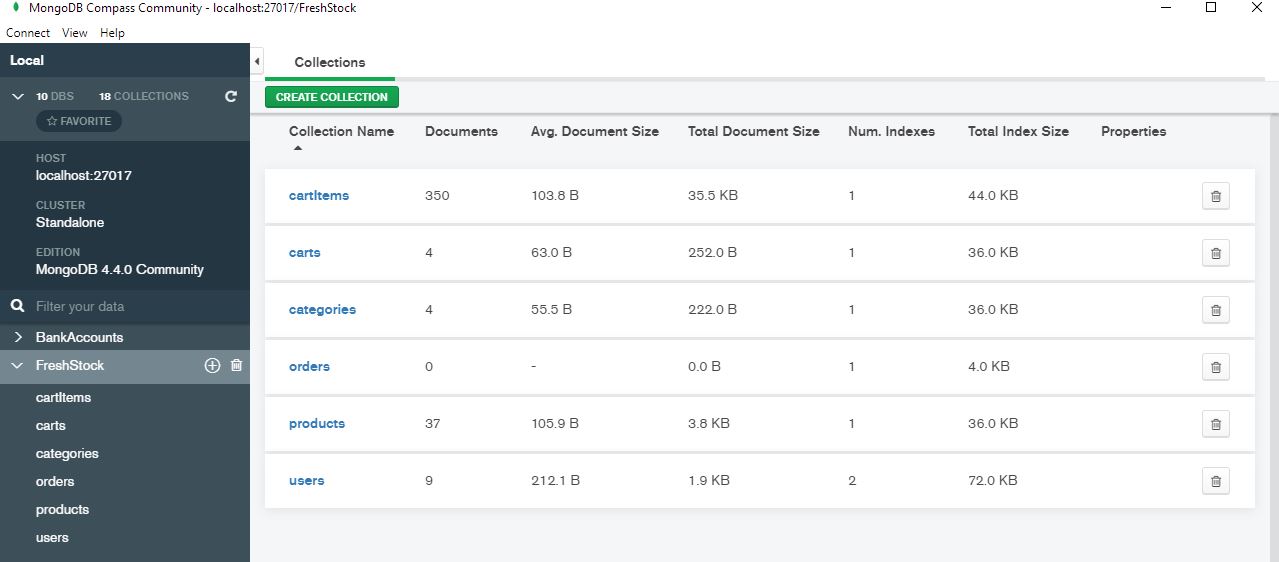 MongoDB Compass Community - localhost:27017/FreshStock
Connect View Help
Local
10 DBS 18 COLLECTIONS
FAVORITE
HOST
localhost:27017
CLUSTER
Standalone
EDITION
MongoDB 4.4.0 Community
Filter your data
BankAccounts
FreshStock
cartItems
carts
categories
orders
products
users
Collections
CREATE COLLECTION
Collection Name Documents Avg. Document Size Total Document Size Num. Indexes Total Index Size Properties
cartItems 350 103.8 B 35.5 KB 1 44.0 KB
carts 4 63.0 B 252.0 B 1 36.0 KB
categories 4 55.5 B 222.0 B 1 36.0 KB
orders 0 - 0.0 B 1 4.0 KB
products 37 105.9 B 3.8 KB 1 36.0 KB
users 9 212.1 B 1.9 KB 2 72.0 KB